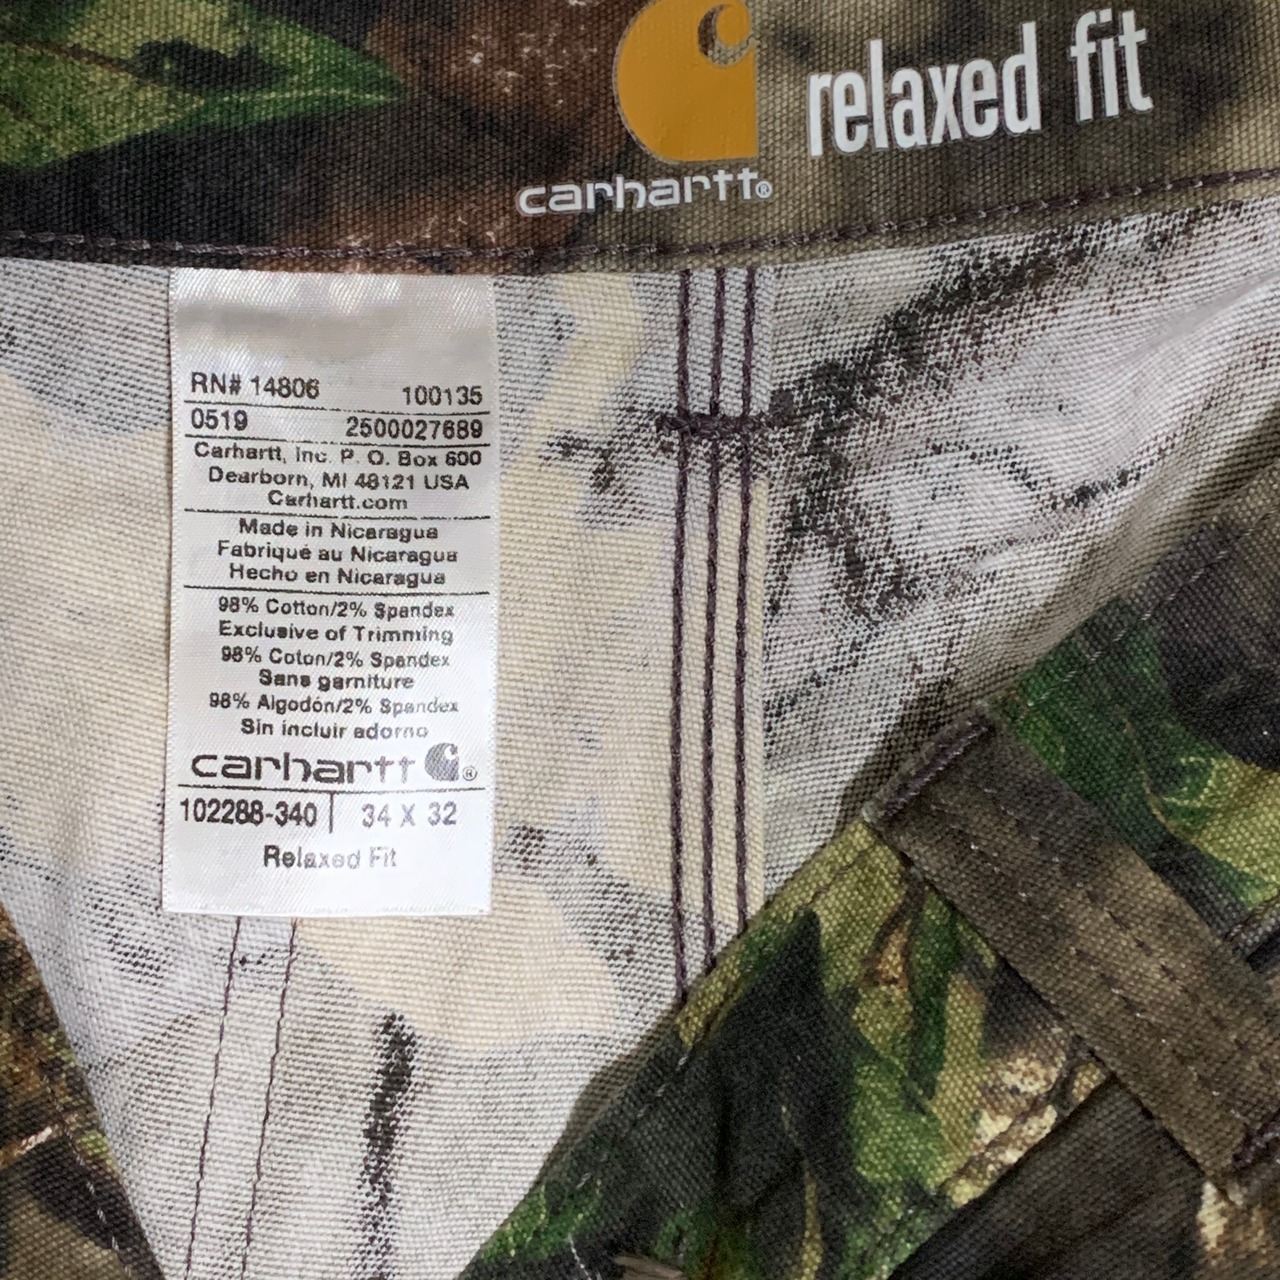 relaxed fit
carhartt®
RN# 14806 100135
0519 2500027689
Carhartt, Inc. P. O. Box 600
Dearborn, MI 48121 USA
Carhartt.com
Made in Nicaragua
Fabriqué au Nicaragua
Hecho en Nicaragua
98% Cotton/2% Spandex
Exclusive of Trimming
98% Coton/2% Spandex
Sans garniture
98% Algodón/2% Spandex
Sin incluir adorno
carhartt ®
102288-340 | 34 X 32
Relaxed Fit